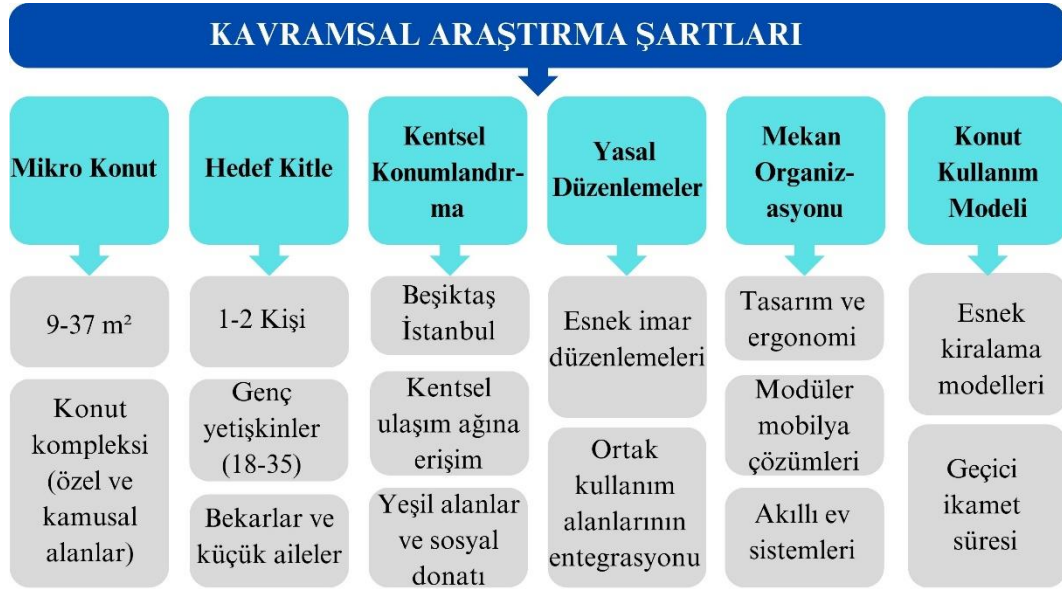 KAVRAMSAL ARAŞTIRMA ŞARTLARI
Mikro Konut
9-37 m²
Konut
kompleksi
(özel ve
kamusal
alanlar)
Hedef Kitle
1-2 Kişi
Genç
yetişkinler
(18-35)
Bekarlar ve
küçük aileler
Kentsel
Konumlandır-
ma
Beşiktaş
İstanbul
Kentsel
ulaşım ağına
erişim
Yeşil alanlar
ve sosyal
donatı
Yasal
Düzenlemeler
Esnek imar
düzenlemeleri
Ortak
kullanım
alanlarının
entegrasyonu
Mekan
Organiz-
asyonu
Tasarım ve
ergonomi
Modüler
mobilya
çözümleri
Akıllı ev
sistemleri
Konut
Kullanım
Modeli
Esnek
kiralama
modelleri
Geçici
ikamet
süresi